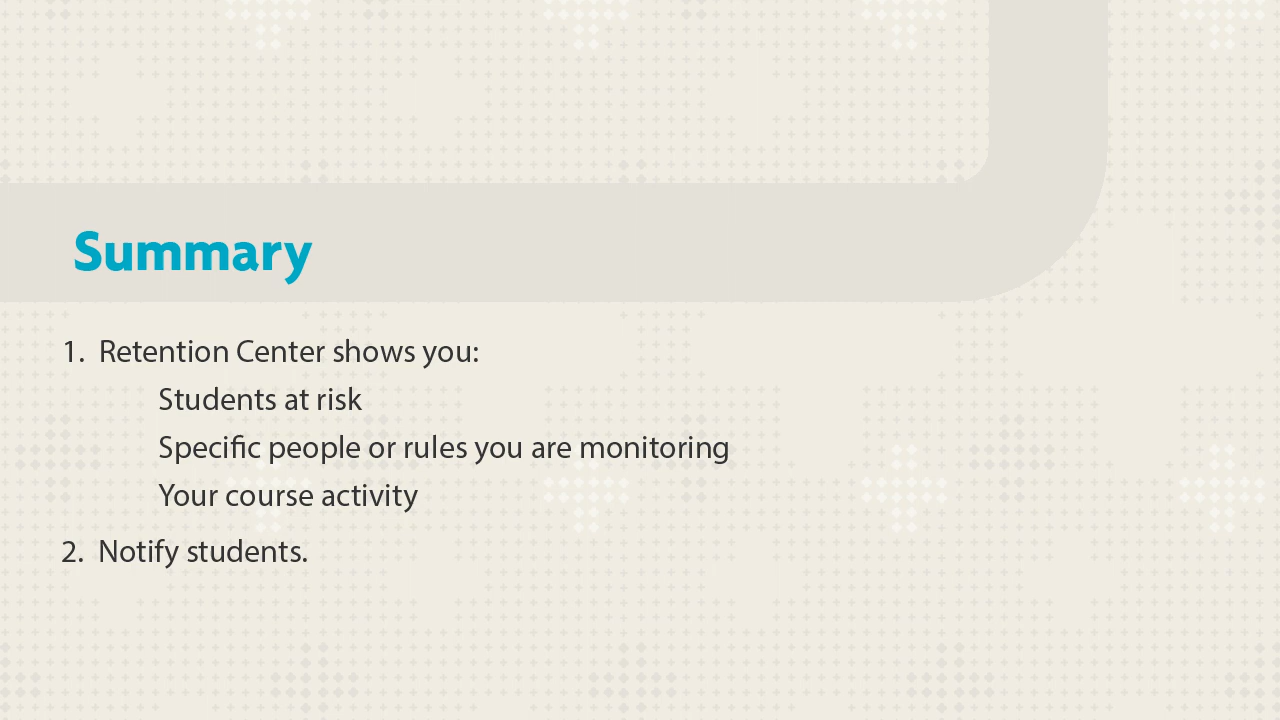 Summary
1. Retention Center shows you:
Students at risk
Specific people or rules you are monitoring
Your course activity
2. Notify students.